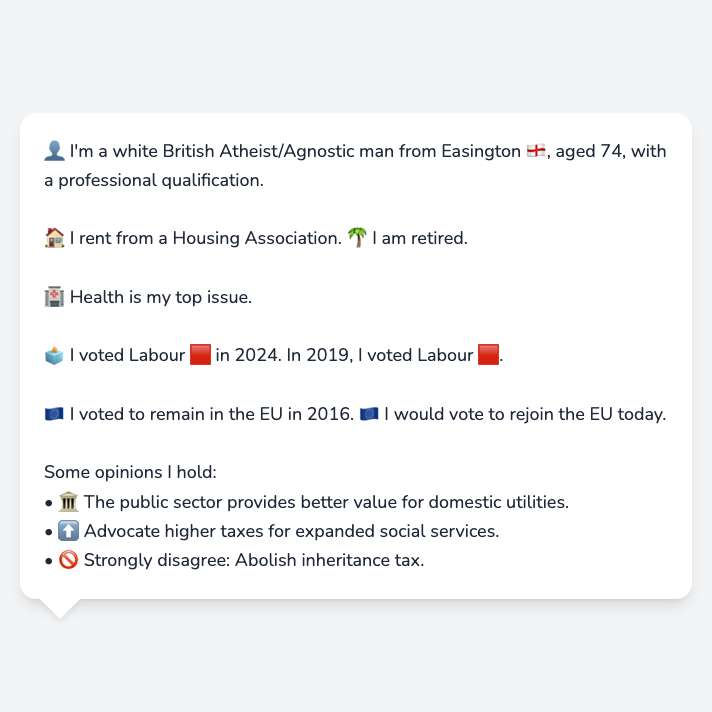 👤 I'm a white British Atheist/Agnostic man from Easington 🏴󠁧󠁢󠁥󠁮󠁧󠁿, aged 74, with
a professional qualification.
🏠 I rent from a Housing Association. 🌴 I am retired.
🏥 Health is my top issue.
🗳️ I voted Labour 🟥 in 2024. In 2019, I voted Labour 🟥.
🇪🇺 I voted to remain in the EU in 2016. 🇪🇺 I would vote to rejoin the EU today.
Some opinions I hold:
• 🏛️ The public sector provides better value for domestic utilities.
• ⬆️ Advocate higher taxes for expanded social services.
• 🚫 Strongly disagree: Abolish inheritance tax.